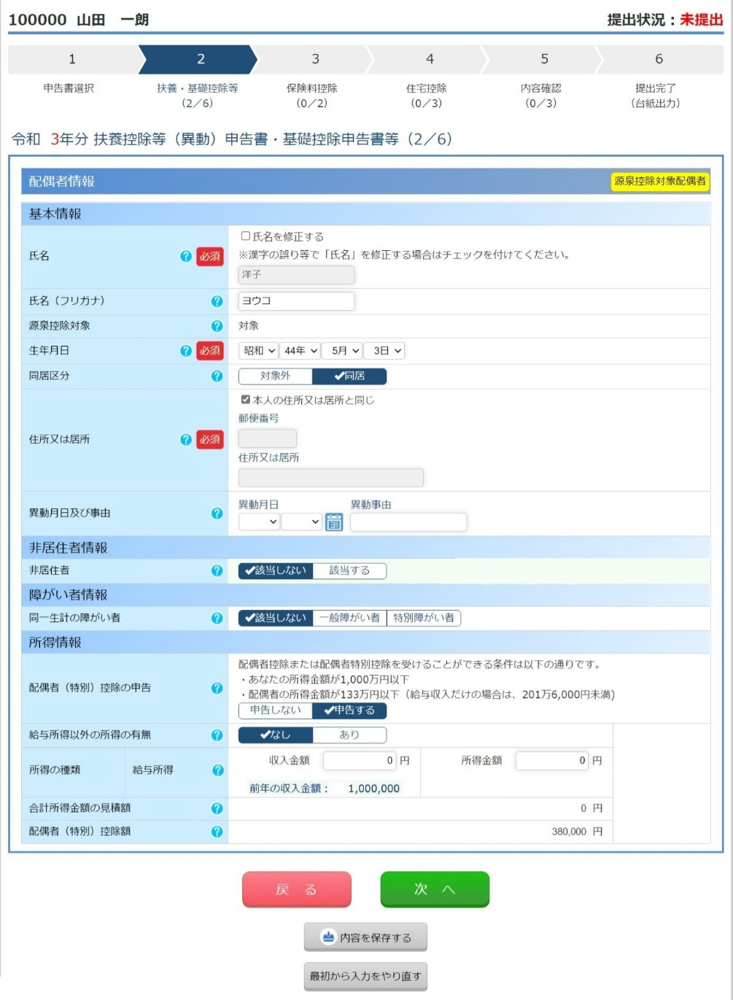 100000 山田　一朗
提出状況：未提出
1 2 3 4 5 6
申告書選択
扶養・基礎控除等
（2／6）
保険料控除
（0／2）
住宅控除
（0／3）
内容確認
（0／3）
提出完了
（台紙出力）
令和 3年分 扶養控除等（異動）申告書・基礎控除申告書等（2／6）
配偶者情報
源泉控除対象配偶者
基本情報
氏名 ? 必須
氏名を修正する
※漢字の誤り等で「氏名」を修正する場合はチェックを付けてください。
洋子
氏名（フリガナ） ?
ヨウコ
源泉控除対象 ?
対象
生年月日 ? 必須
昭和 44年 5月 3日
同居区分 ?
対象外 ✔同居
住所又は居所 ? 必須
本人の住所又は居所と同じ
郵便番号
住所又は居所
異動月日及び事由 ?
異動月日 異動事由
31
非居住者情報
非居住者 ?
✔該当しない 該当する
障がい者情報
同一生計の障がい者 ?
✔該当しない 一般障がい者 特別障がい者
所得情報
配偶者（特別）控除の申告 ?
配偶者控除または配偶者特別控除を受けることができる条件は以下の通りです。
・あなたの所得金額が1,000万円以下
・配偶者の所得金額が133万円以下（給与収入だけの場合は、201万6,000円未満)
申告しない ✔申告する
給与所得以外の所得の有無 ?
✔なし あり
所得の種類 給与所得 ?
収入金額 0 円
所得金額 0 円
前年の収入金額： 1,000,000
合計所得金額の見積額 ?
0 円
配偶者（特別）控除額 ?
380,000 円
戻 る
次 へ
内容を保存する
最初から入力をやり直す